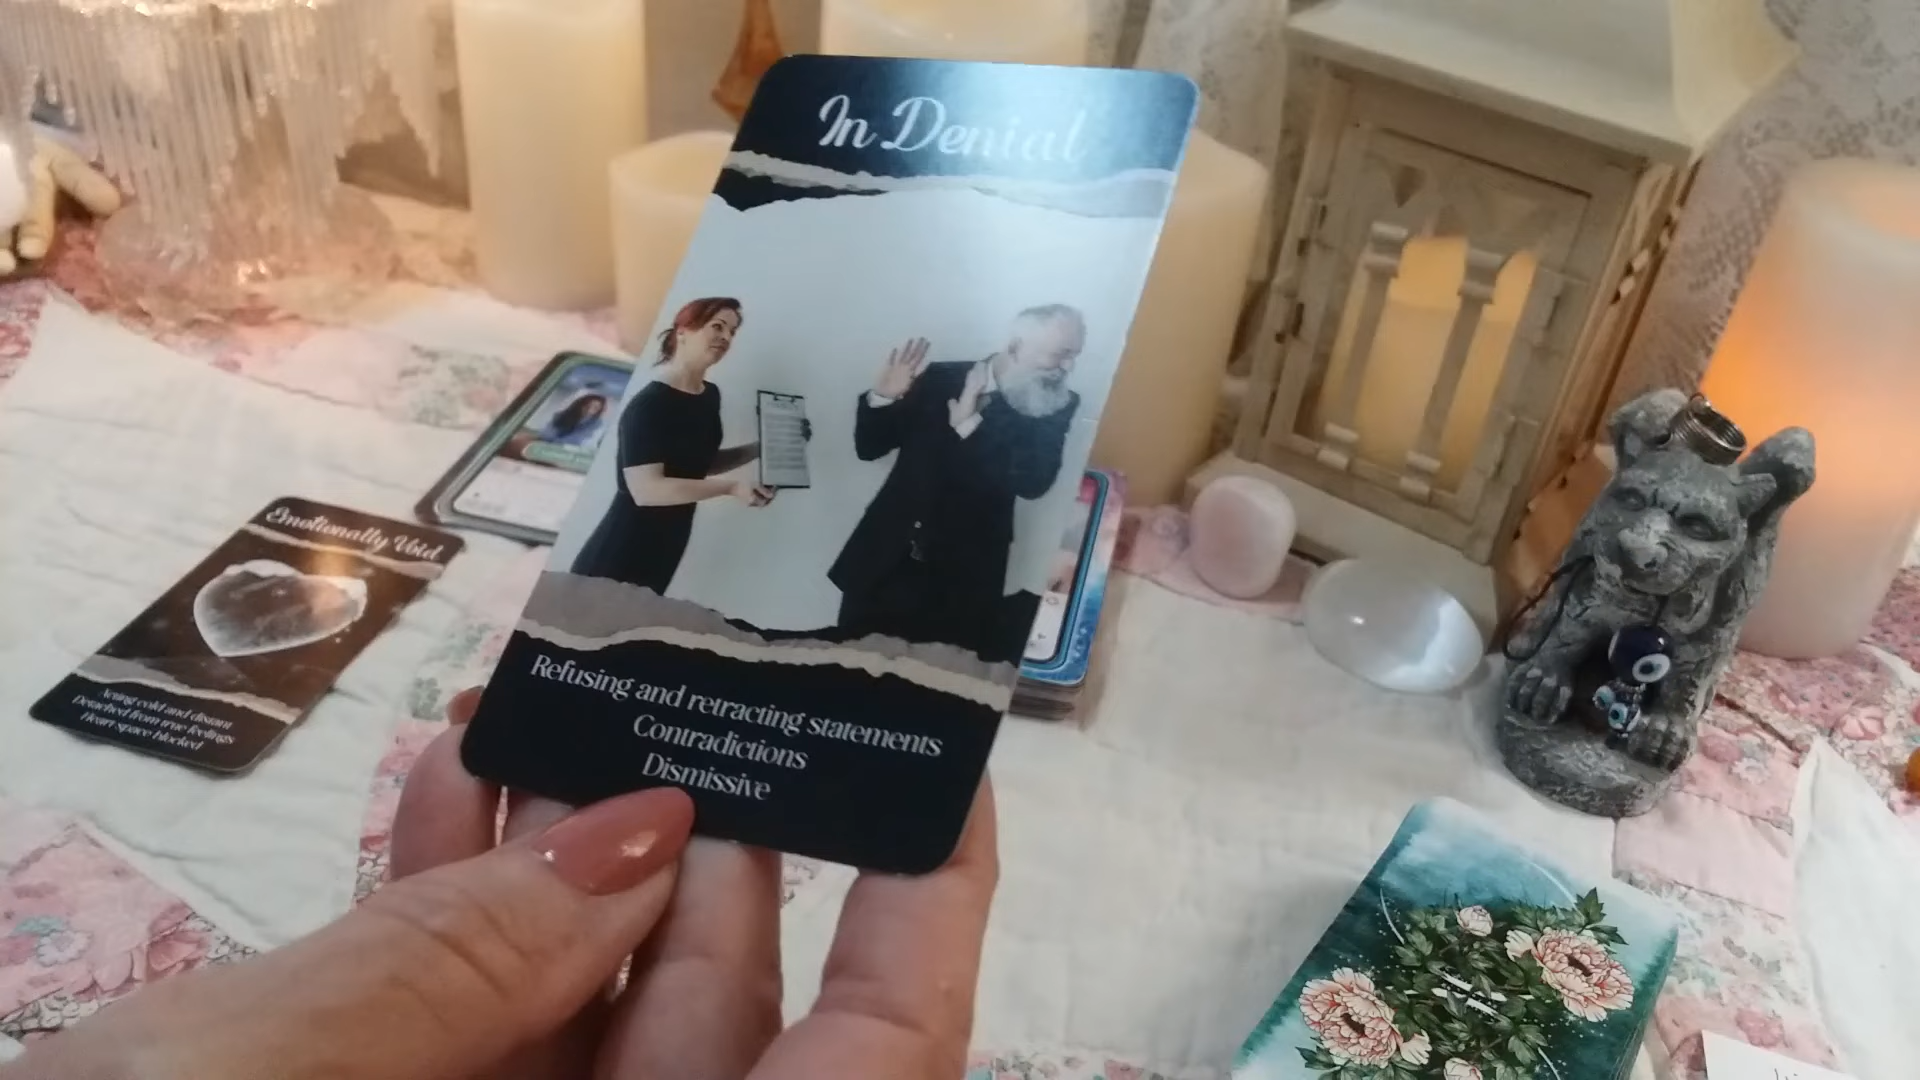 In Denial
Refusing and retracting statements
Contradictions
Dismissive
Emotionally Void
Acting cold and distant
Detached from true feelings
Heart space blocked